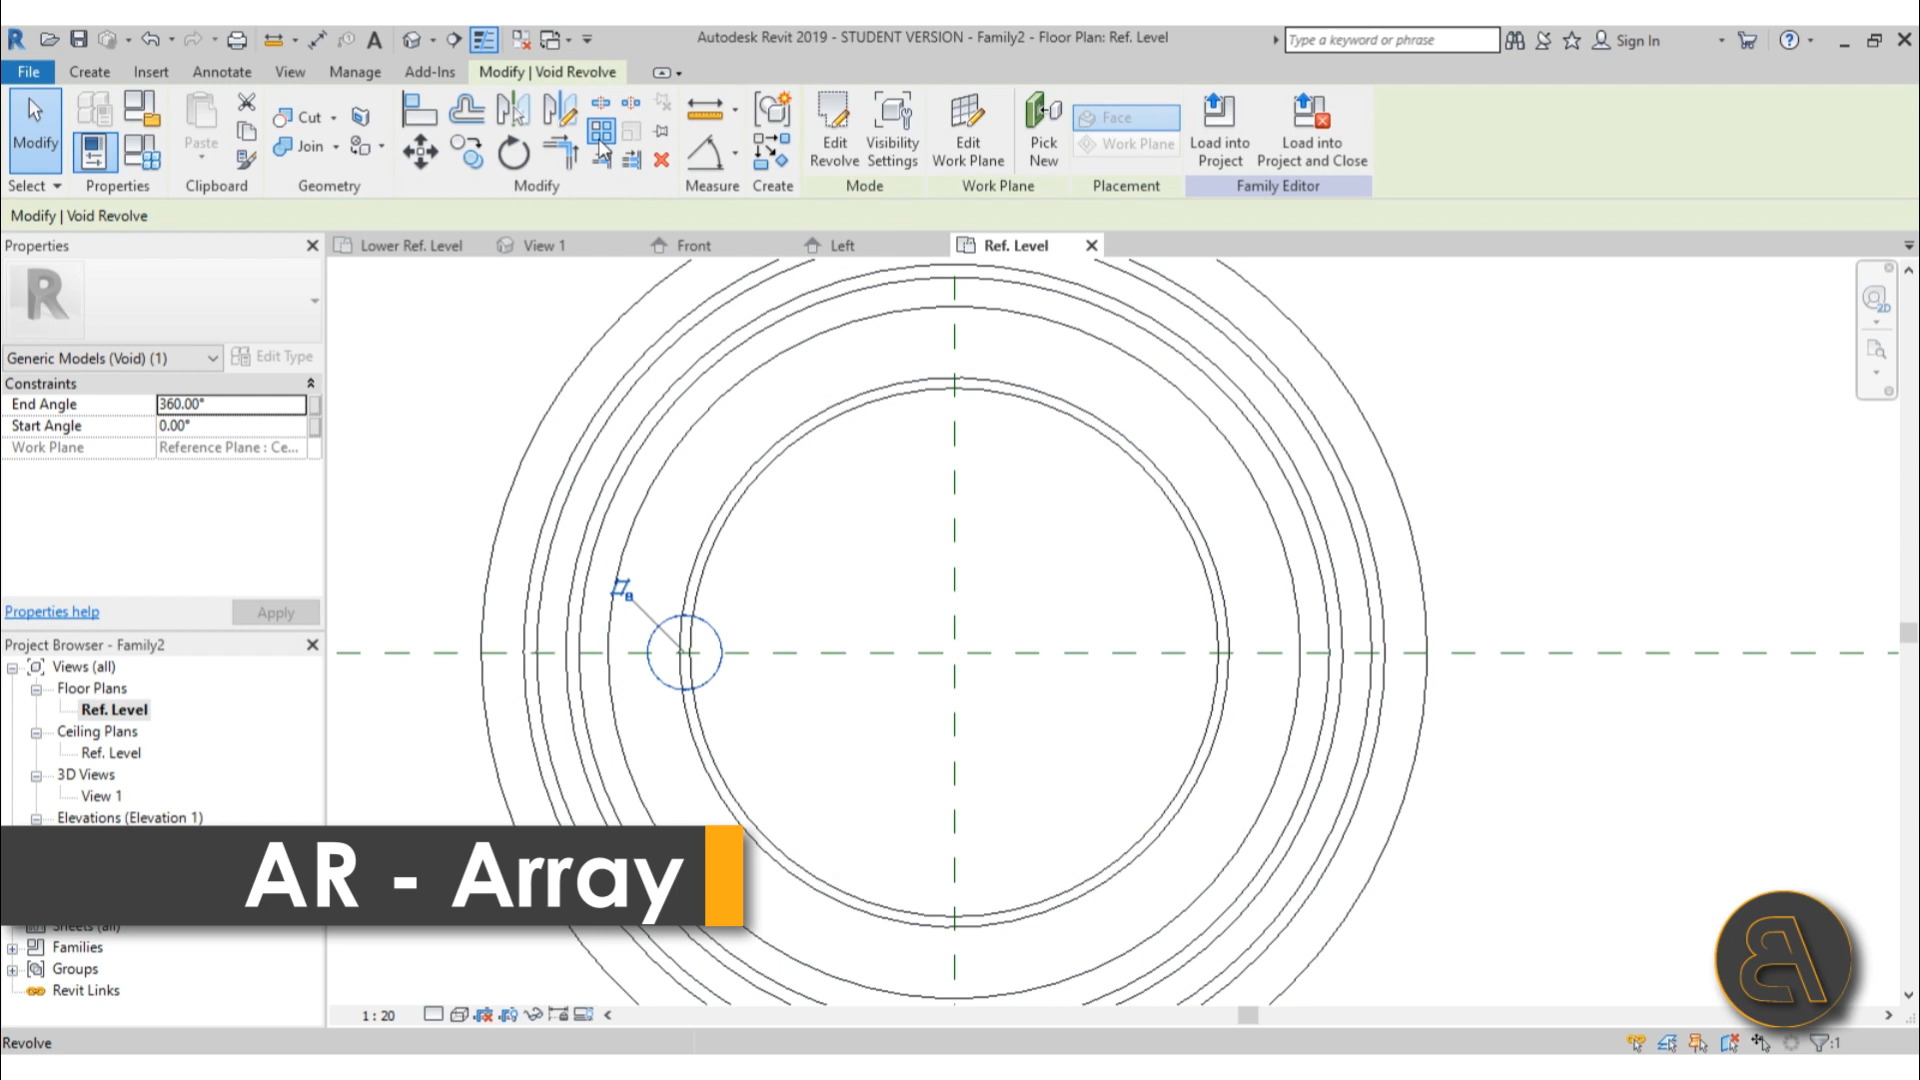 Autodesk Revit 2019 - STUDENT VERSION - Family2 - Floor Plan: Ref. Level
Type a keyword or phrase
Sign In
File Create Insert Annotate View Manage Add-Ins Modify | Void Revolve
Modify
Paste
Cut
Join
Edit Revolve
Visibility Settings
Edit Work Plane
Pick New
Face
Work Plane
Load into Project
Load into Project and Close
Select Properties Clipboard Geometry Modify Measure Create Mode Work Plane Placement Family Editor
Modify | Void Revolve
Properties
Lower Ref. Level View 1 Front Left Ref. Level
R
2D
Generic Models (Void) (1) Edit Type
Constraints
End Angle 360.00°
Start Angle 0.00°
Work Plane Reference Plane : Ce...
Properties help Apply
Project Browser - Family2
Views (all)
Floor Plans
Ref. Level
Ceiling Plans
Ref. Level
3D Views
View 1
Elevations (Elevation 1)
AR - Array
Sheets (all)
Families
Groups
Revit Links
1 : 20
Revolve
:1